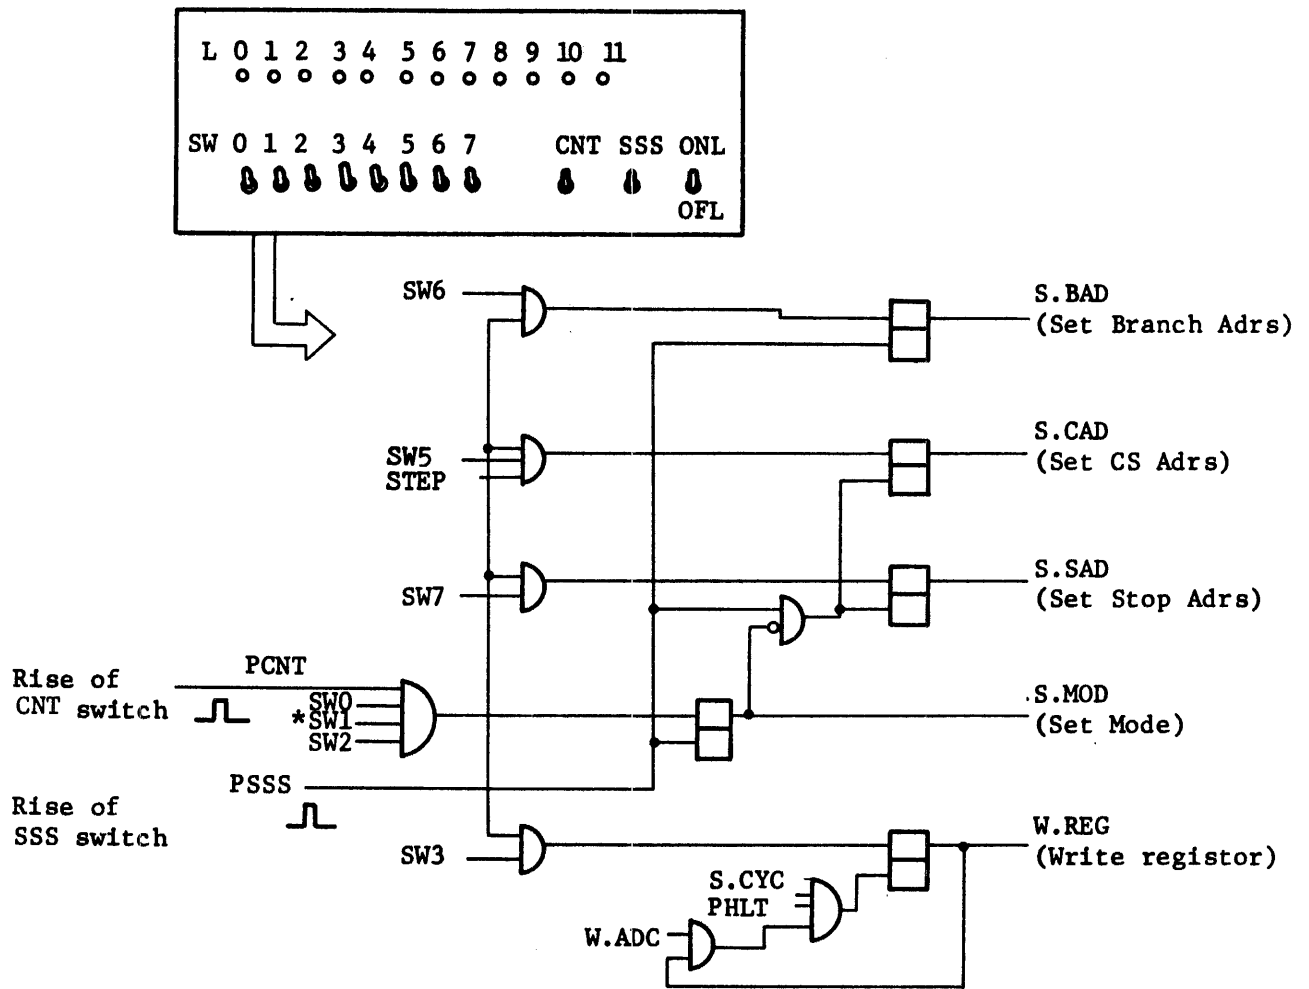 L 0 1 2 3 4 5 6 7 8 9 10 11
SW 0 1 2 3 4 5 6 7 CNT SSS ONL
OFL
SW6
S.BAD
(Set Branch Adrs)
SW5
STEP
S.CAD
(Set CS Adrs)
SW7
S.SAD
(Set Stop Adrs)
Rise of
CNT switch
PCNT
SW0
*SW1
SW2
S.MOD
(Set Mode)
Rise of
SSS switch
PSSS
SW3
W.REG
(Write registor)
S.CYC
PHLT
W.ADC